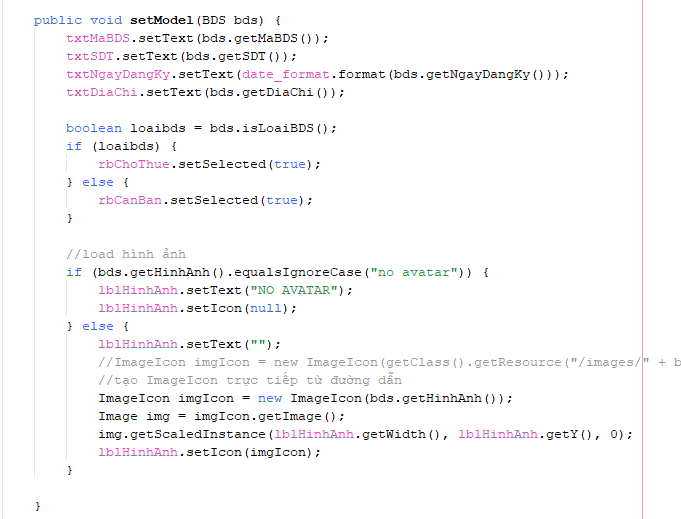 public void setModel(BDS bds) {
txtMaBDS.setText(bds.getMaBDS());
txtSDT.setText(bds.getSDT());
txtNgayDangKy.setText(date_format.format(bds.getNgayDangKy()));
txtDiaChi.setText(bds.getDiaChi());
boolean loaibds = bds.isLoaiBDS();
if (loaibds) {
rbChoThue.setSelected(true);
} else {
rbCanBan.setSelected(true);
}
//load hình ảnh
if (bds.getHinhAnh().equalsIgnoreCase("no avatar")) {
lblHinhAnh.setText("NO AVATAR");
lblHinhAnh.setIcon(null);
} else {
lblHinhAnh.setText("");
//ImageIcon imgIcon = new ImageIcon(getClass().getResource("/images/" + b
//tạo ImageIcon trực tiếp từ đường dẫn
ImageIcon imgIcon = new ImageIcon(bds.getHinhAnh());
Image img = imgIcon.getImage();
img.getScaledInstance(lblHinhAnh.getWidth(), lblHinhAnh.getY(), 0);
lblHinhAnh.setIcon(imgIcon);
}
}